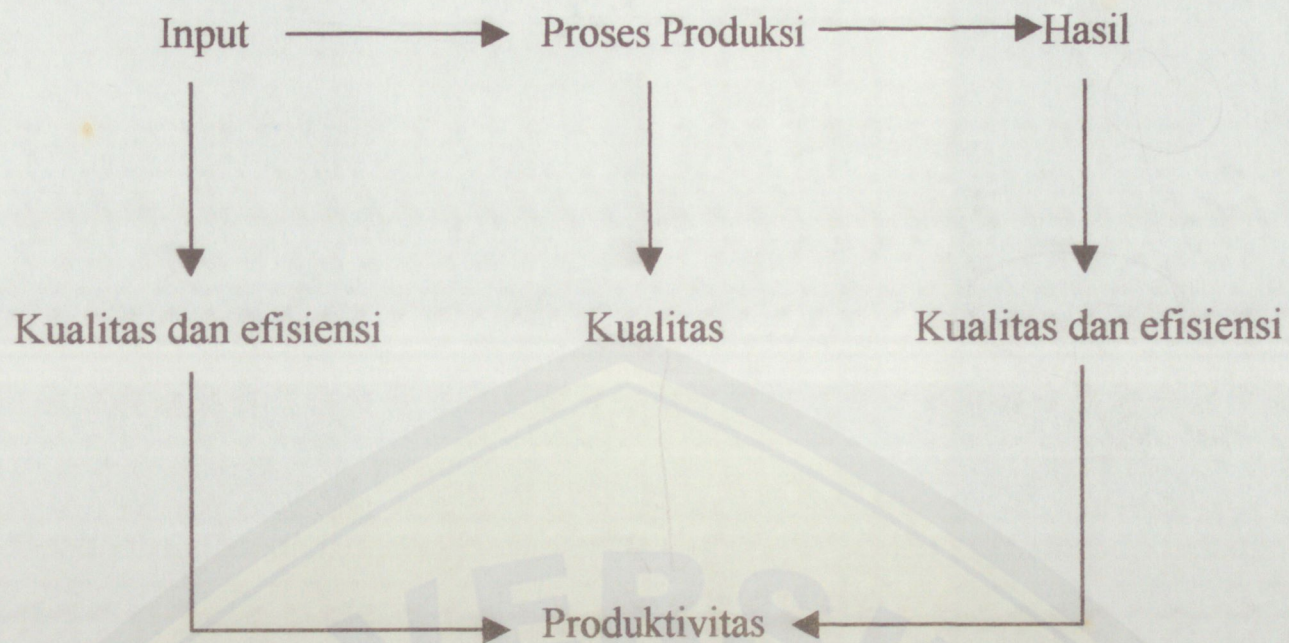 Input Proses Produksi Hasil
Kualitas dan efisiensi Kualitas Kualitas dan efisiensi
Produktivitas